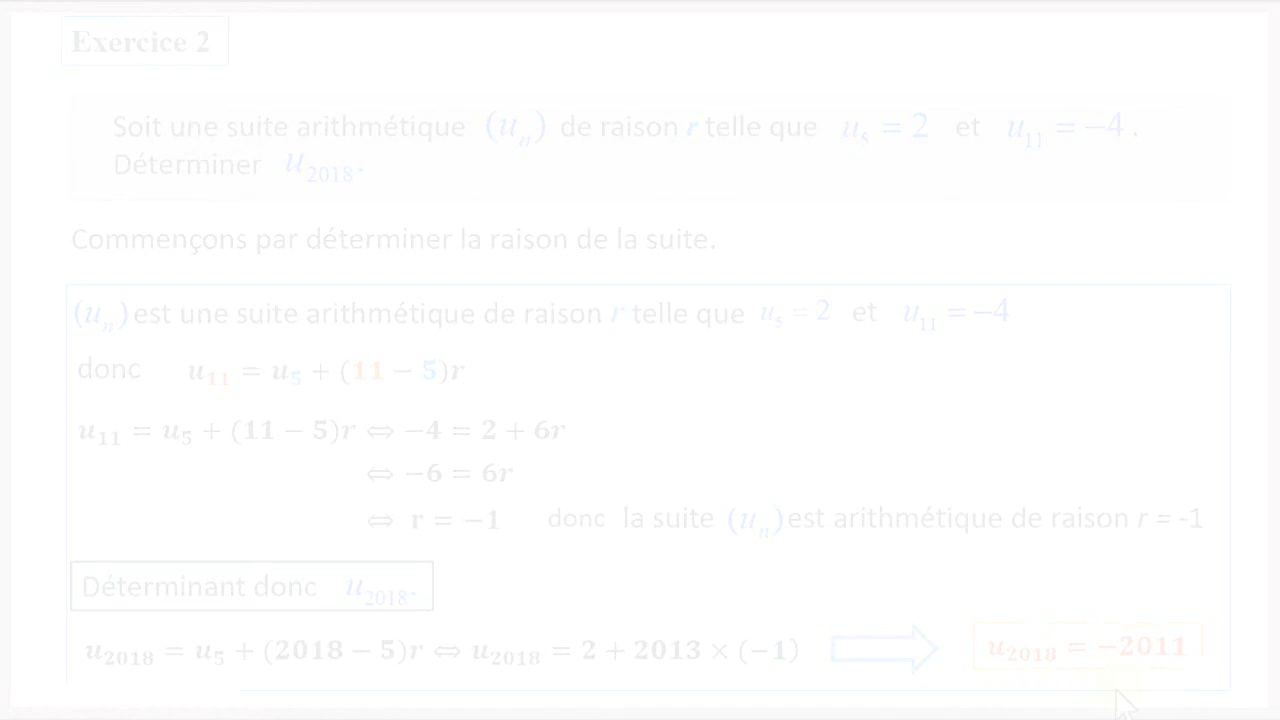 Exercice 2
Soit une suite arithmétique (uₙ) de raison r telle que u₅ = 2 et u₁₁ = −4 .
Déterminer u₂₀₁₈.
Commençons par déterminer la raison de la suite.
(uₙ) est une suite arithmétique de raison r telle que u₅ = 2 et u₁₁ = −4
donc u₁₁ = u₅ + (11 − 5)r
u₁₁ = u₅ + (11 − 5)r ⇔ −4 = 2 + 6r
⇔ −6 = 6r
⇔ r = −1 donc la suite (uₙ) est arithmétique de raison r = -1
Déterminant donc u₂₀₁₈.
u₂₀₁₈ = u₅ + (2018 − 5)r ⇔ u₂₀₁₈ = 2 + 2013 × (−1) u₂₀₁₈ = −2011